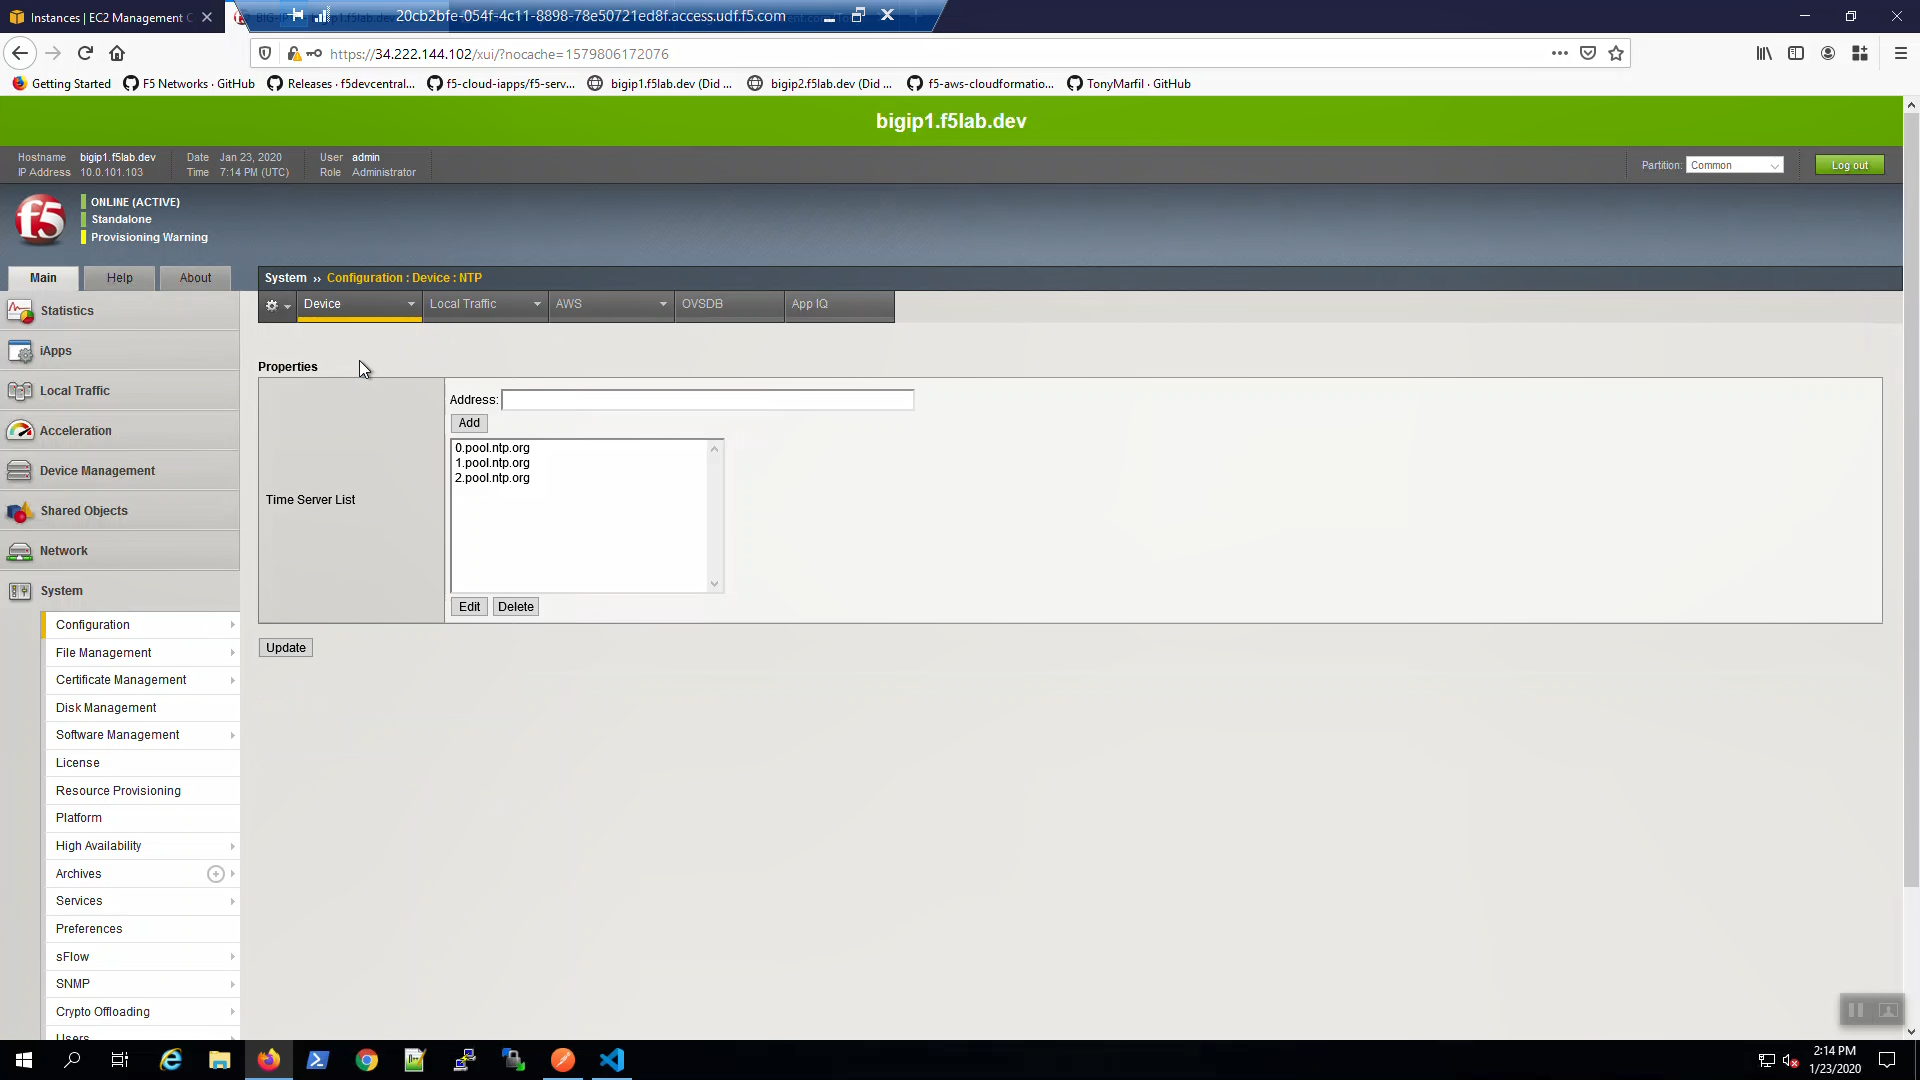 Instances | EC2 Management C
20cb2bfe-054f-4c11-8898-78e50721ed8f.access.udf.f5.com
https://34.222.144.102/xui/?nocache=1579806172076
Getting Started
F5 Networks · GitHub
Releases · f5devcentral...
f5-cloud-iapps/f5-serv...
bigip1.f5lab.dev (Did ...
bigip2.f5lab.dev (Did ...
f5-aws-cloudformatio...
TonyMarfil · GitHub
bigip1.f5lab.dev
Hostname bigip1.f5lab.dev
IP Address 10.0.101.103
Date Jan 23, 2020
Time 7:14 PM (UTC)
User admin
Role Administrator
Partition: Common
Log out
f5
ONLINE (ACTIVE)
Standalone
Provisioning Warning
Main
Help
About
System ›› Configuration : Device : NTP
Device
Local Traffic
AWS
OVSDB
App IQ
Statistics
iApps
Local Traffic
Acceleration
Device Management
Shared Objects
Network
System
Configuration
File Management
Certificate Management
Disk Management
Software Management
License
Resource Provisioning
Platform
High Availability
Archives
Services
Preferences
sFlow
SNMP
Crypto Offloading
Users
Properties
Time Server List
Address:
Add
0.pool.ntp.org
1.pool.ntp.org
2.pool.ntp.org
Edit
Delete
Update
2:14 PM
1/23/2020